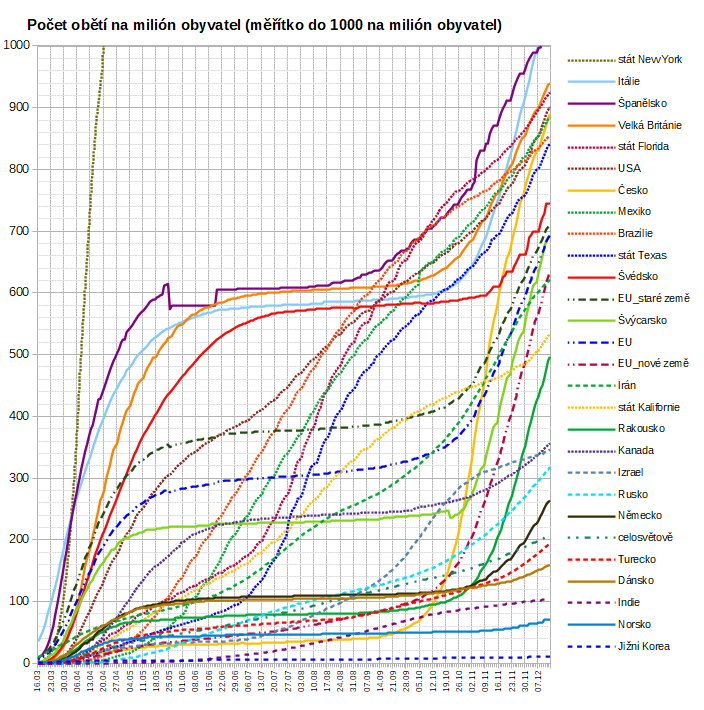 Počet obětí na milión obyvatel (měřítko do 1000 na milión obyvatel)
1000
900
800
700
600
500
400
300
200
100
0
16.03
23.03
30.03
06.04
13.04
20.04
27.04
04.05
11.05
18.05
25.05
01.06
08.06
15.06
22.06
29.06
06.07
13.07
20.07
27.07
03.08
10.08
17.08
24.08
31.08
07.09
14.09
21.09
28.09
05.10
12.10
19.10
26.10
02.11
09.11
16.11
23.11
30.11
07.12
stát NewYork
Itálie
Španělsko
Velká Británie
stát Florida
USA
Česko
Mexiko
Brazílie
stát Texas
Švédsko
EU_staré země
Švýcarsko
EU
EU_nové země
Irán
stát Kalifirnie
Rakousko
Kanada
Izrael
Rusko
Německo
celosvětově
Turecko
Dánsko
Indie
Norsko
Jižní Korea